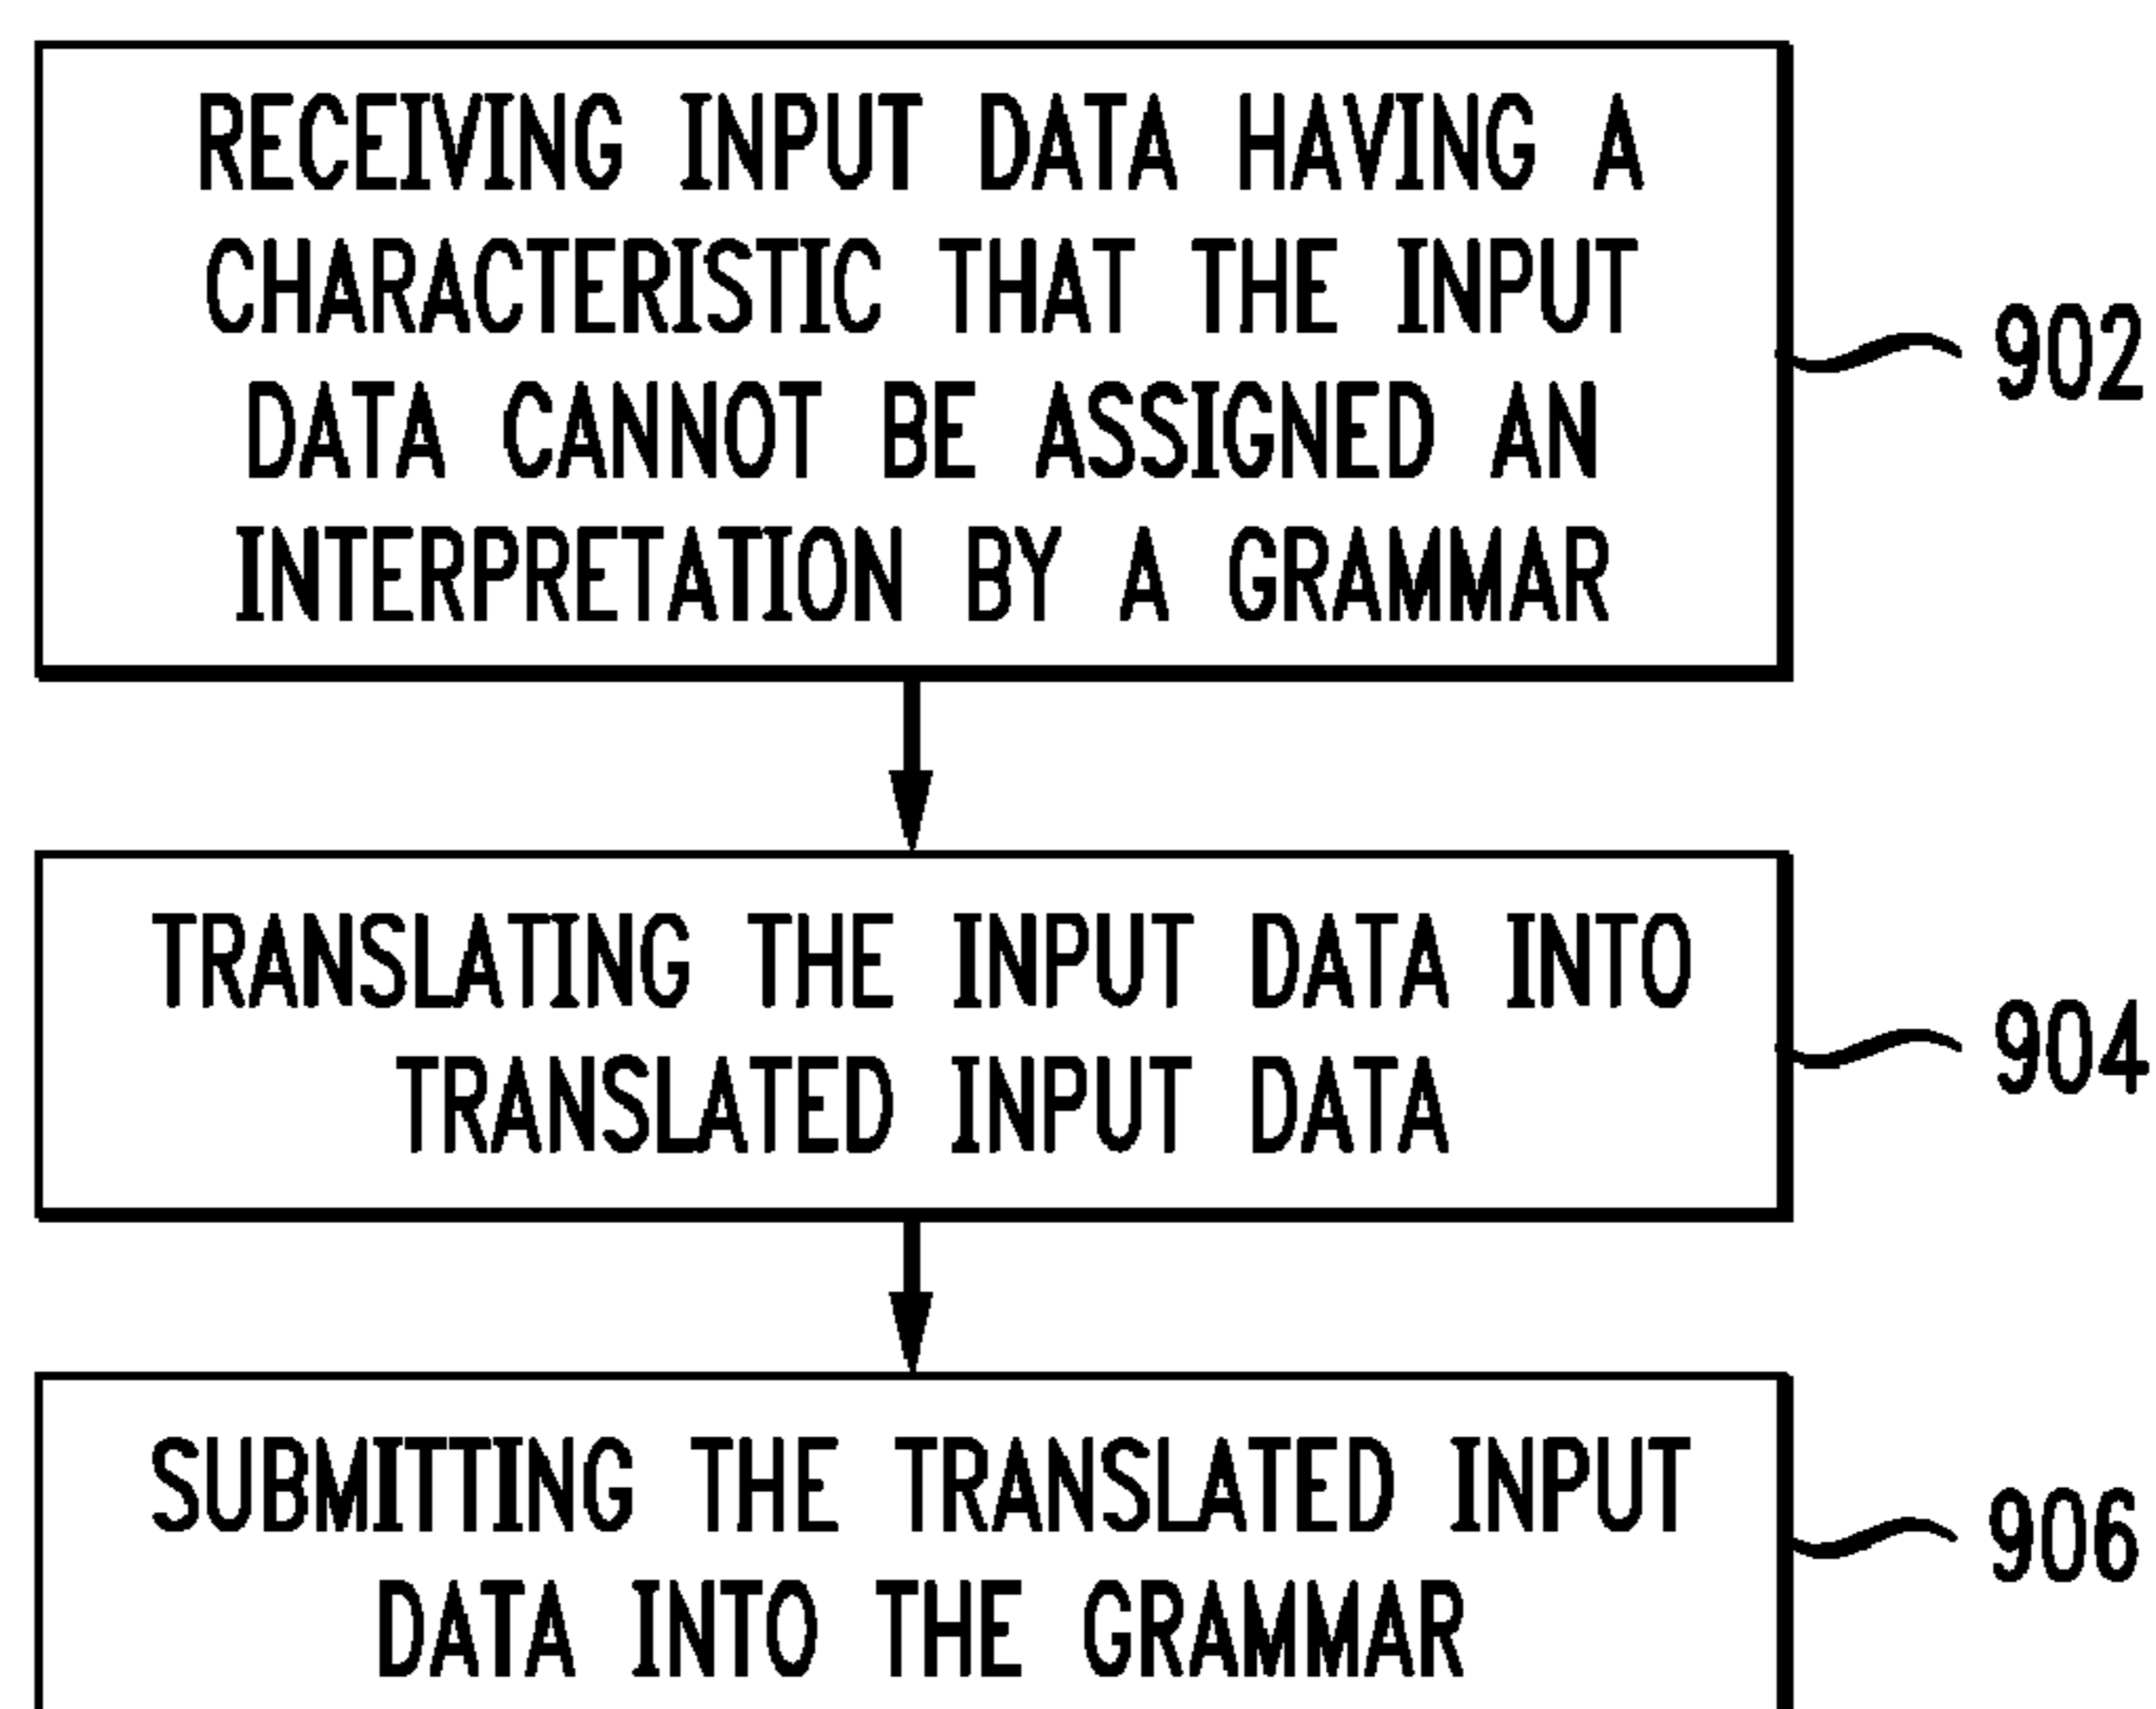 RECEIVING INPUT DATA HAVING A
CHARACTERISTIC THAT THE INPUT
DATA CANNOT BE ASSIGNED AN
INTERPRETATION BY A GRAMMAR
902
TRANSLATING THE INPUT DATA INTO
TRANSLATED INPUT DATA
904
SUBMITTING THE TRANSLATED INPUT
DATA INTO THE GRAMMAR
906